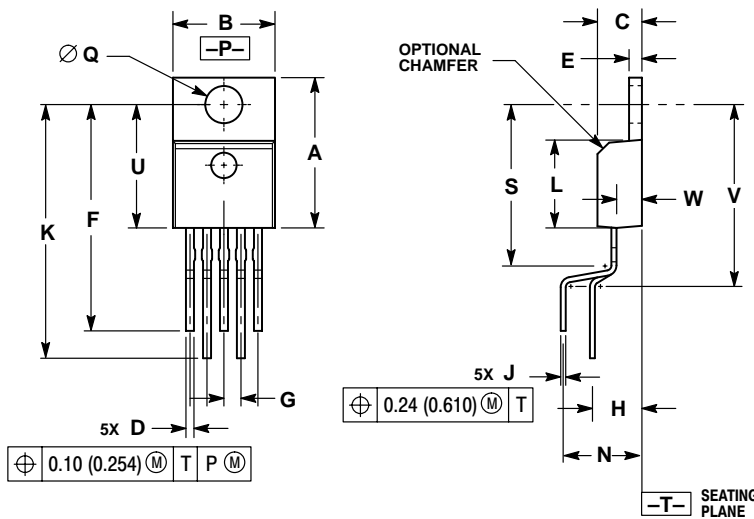 B
–P–
∅ Q
U
F
K
A
G
5X D
⌖ 0.10 (0.254) Ⓜ T P Ⓜ
C
OPTIONAL
CHAMFER
E
S
L
W
V
5X J
⌖ 0.24 (0.610) Ⓜ T
H
N
–T–
SEATING
PLANE